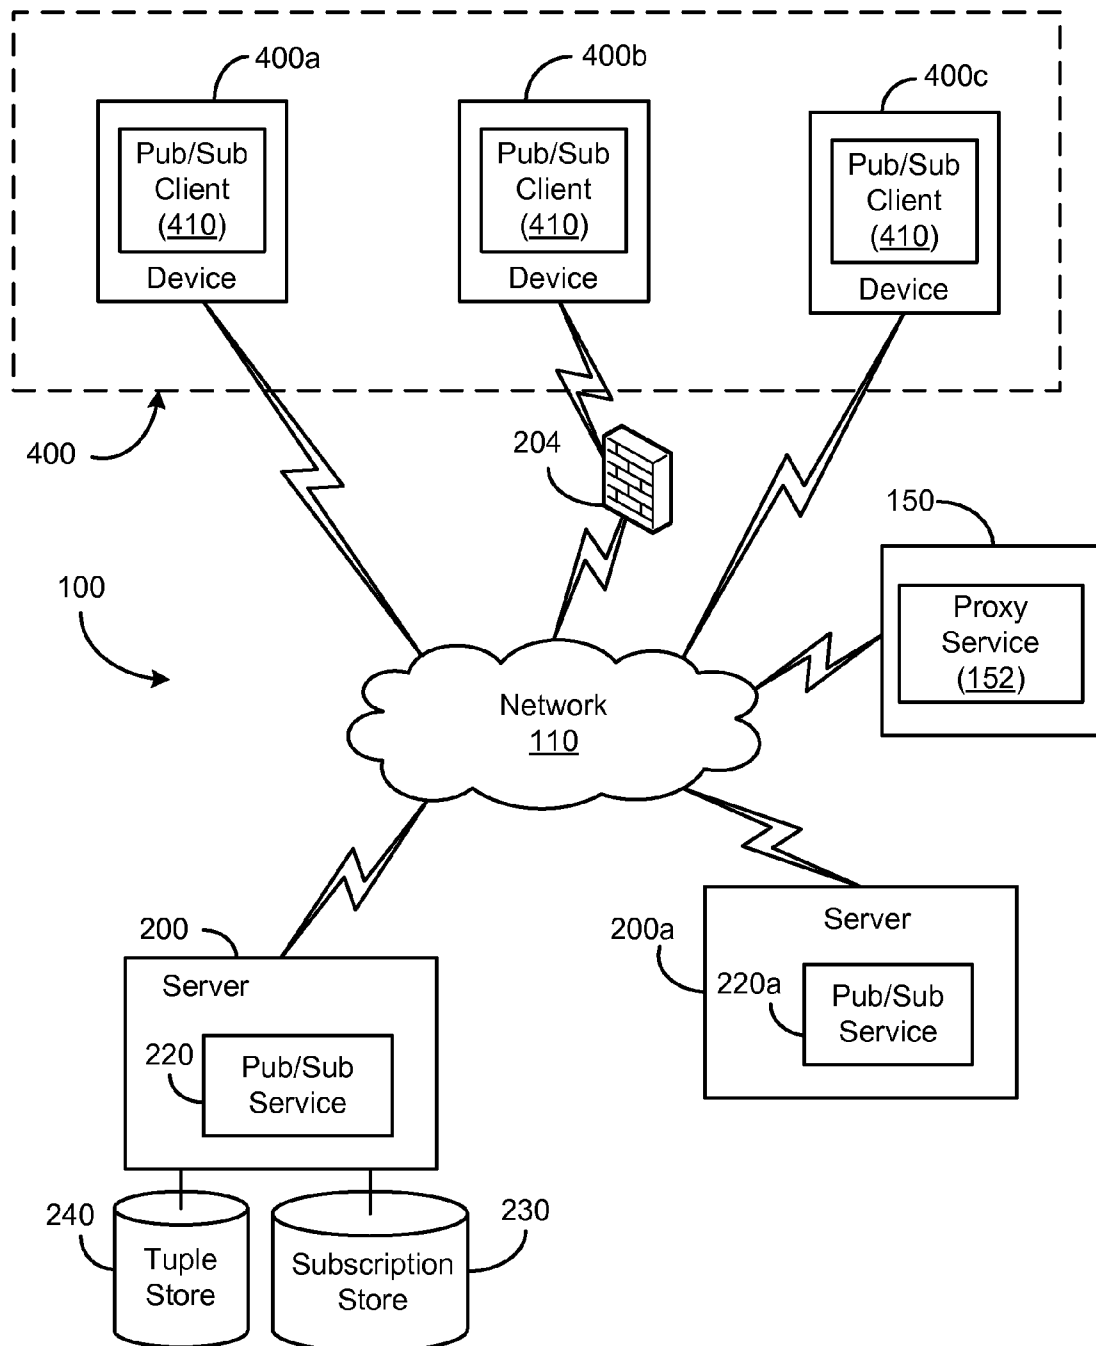 400a
400b
400c
Pub/Sub
Client
(410)
Device
Pub/Sub
Client
(410)
Device
Pub/Sub
Client
(410)
Device
400
204
150
100
Proxy
Service
(152)
Network
110
200
Server
220
Pub/Sub
Service
200a
Server
220a
Pub/Sub
Service
240
Tuple
Store
230
Subscription
Store